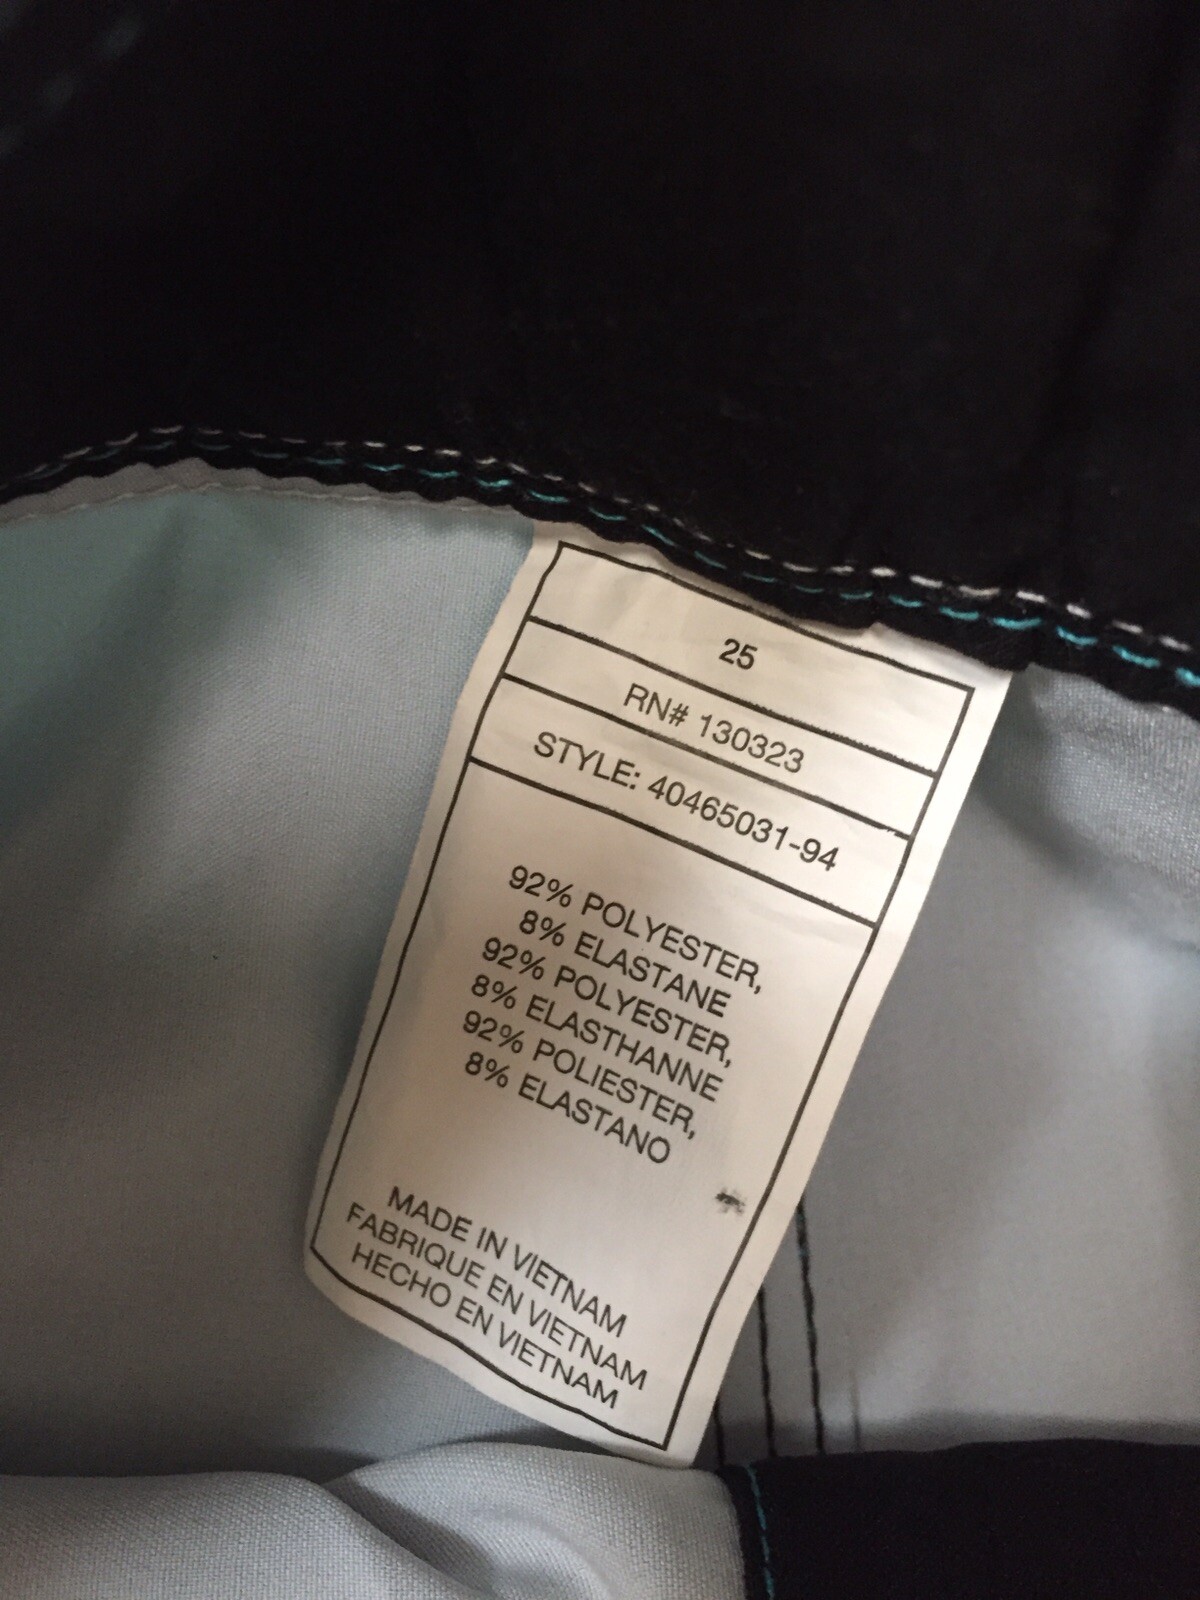 25
RN# 130323
STYLE: 40465031-94
92% POLYESTER,
8% ELASTANE
92% POLYESTER,
8% ELASTHANNE
92% POLIESTER,
8% ELASTANO
MADE IN VIETNAM
FABRIQUE EN VIETNAM
HECHO EN VIETNAM